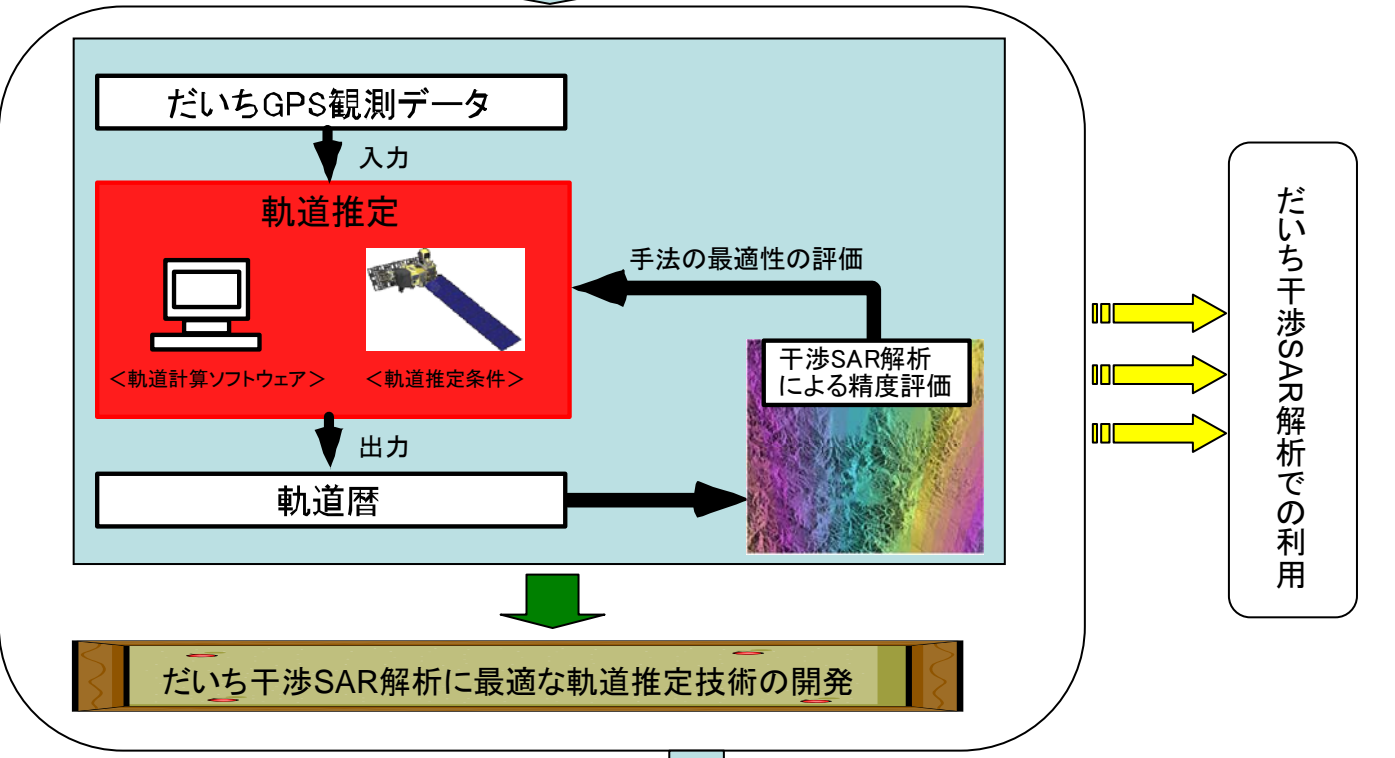 だいちGPS観測データ
入力
軌道推定
＜軌道計算ソフトウェア＞
＜軌道推定条件＞
手法の最適性の評価
干渉SAR解析
による精度評価
出力
軌道暦
だいち干渉SAR解析に最適な軌道推定技術の開発
だいち干渉SAR解析での利用